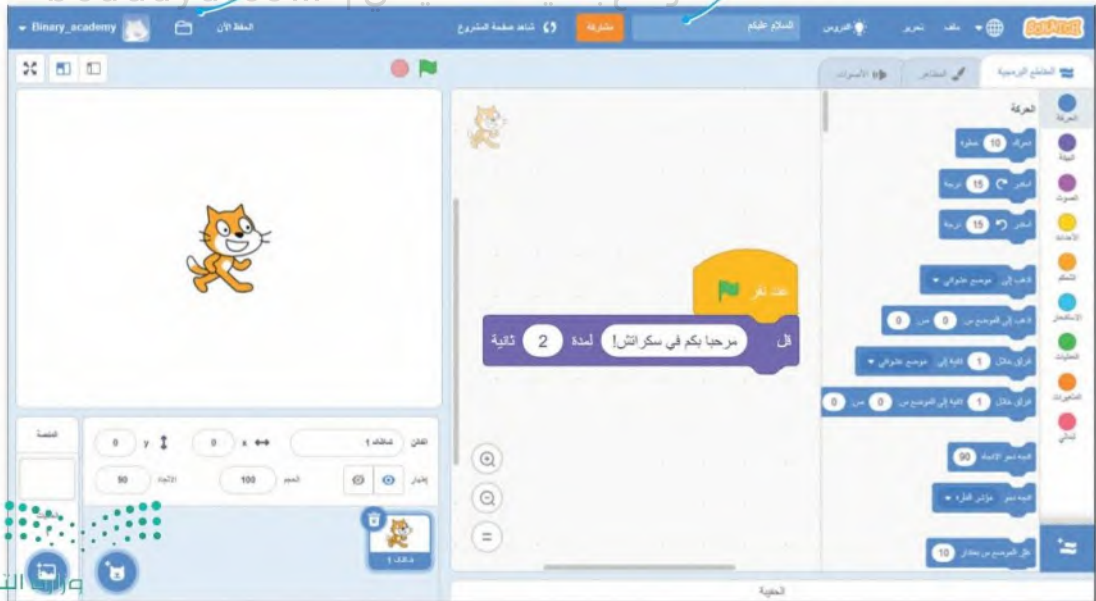 SCRATCH
ملف
تحرير
الدروس
السلام عليكم
مشاركة
شاهد صفحة المشروع
الحفظ الآن
Binary_academy
المقاطع البرمجية
المظاهر
الأصوات
الحركة
الحركة
الهيئة
الصوت
الأحداث
التحكم
الاستشعار
العمليات
المتغيرات
لبناتي
تحرك 10 خطوة
استدر 15 درجة
استدر 15 درجة
اذهب إلى موضع عشوائي
اذهب إلى الموضع س 0 ص 0
انزلق خلال 1 ثانية إلى موضع عشوائي
انزلق خلال 1 ثانية إلى الموضع س 0 ص 0
اتجه نحو الاتجاه 90
اتجه نحو مؤشر الفأرة
غيّر الموضع س بمقدار 10
عند نقر
قل مرحبا بكم في سكراتش! لمدة 2 ثانية
الحقيبة
الكائن
x 0
y 0
إظهار
الحجم 100
الاتجاه 90
المنصة
وزارة